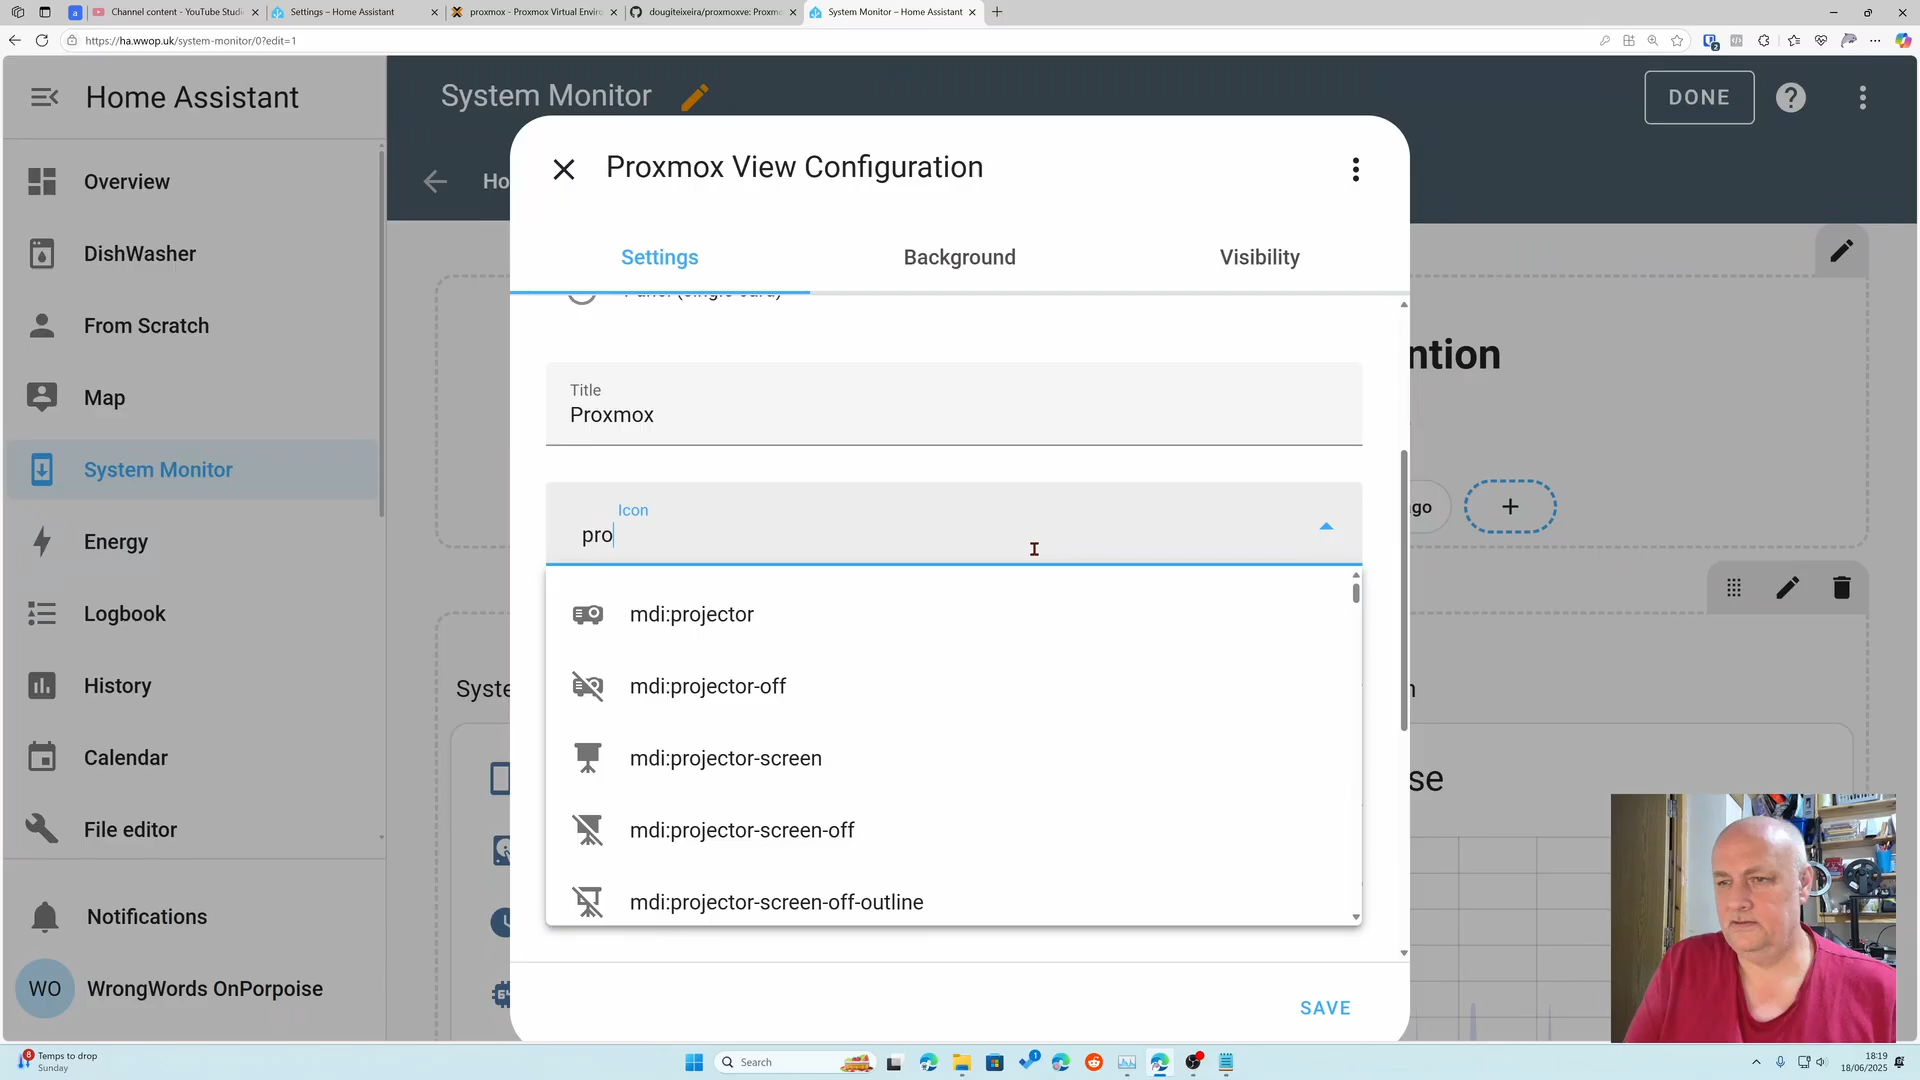 Channel content - YouTube Studi
Settings – Home Assistant
proxmox - Proxmox Virtual Enviro
dougiteixeira/proxmoxve: Proxmo
System Monitor – Home Assistant
https://ha.wwop.uk/system-monitor/0?edit=1
Home Assistant
System Monitor
DONE
Ho
Overview
DishWasher
From Scratch
Map
System Monitor
Energy
Logbook
History
Calendar
File editor
Notifications
WO
WrongWords OnPorpoise
Proxmox View Configuration
Settings
Background
Visibility
Panel (single card)
Title
Proxmox
Icon
pro
mdi:projector
mdi:projector-off
mdi:projector-screen
mdi:projector-screen-off
mdi:projector-screen-off-outline
SAVE
ntion
go
Syste
se
Temps to drop
Sunday
Search
18:19
18/06/2025